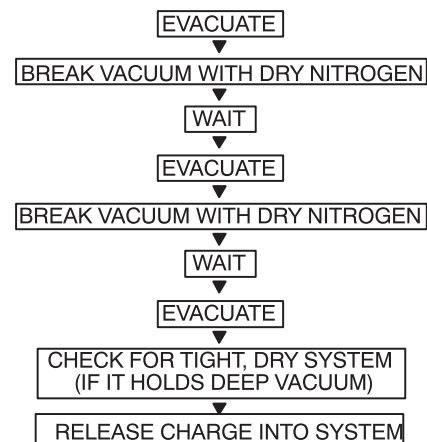 EVACUATE
BREAK VACUUM WITH DRY NITROGEN
WAIT
EVACUATE
BREAK VACUUM WITH DRY NITROGEN
WAIT
EVACUATE
CHECK FOR TIGHT, DRY SYSTEM
(IF IT HOLDS DEEP VACUUM)
RELEASE CHARGE INTO SYSTEM